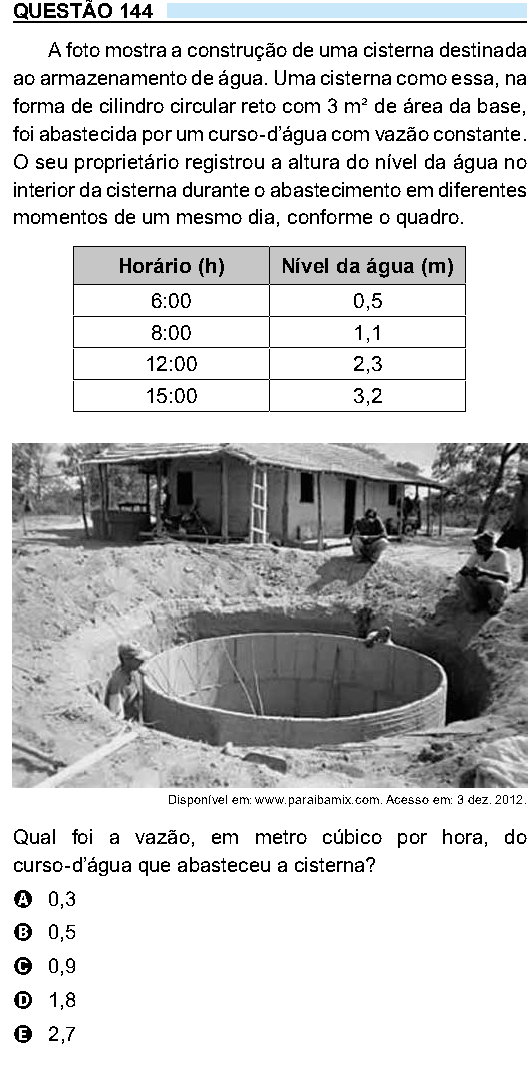 QUESTÃO 144
A foto mostra a construção de uma cisterna destinada
ao armazenamento de água. Uma cisterna como essa, na
forma de cilindro circular reto com 3 m² de área da base,
foi abastecida por um curso-d'água com vazão constante.
O seu proprietário registrou a altura do nível da água no
interior da cisterna durante o abastecimento em diferentes
momentos de um mesmo dia, conforme o quadro.
Horário (h) Nível da água (m)
6:00 0,5
8:00 1,1
12:00 2,3
15:00 3,2
Disponível em: www.paraibamix.com. Acesso em: 3 dez. 2012.
Qual foi a vazão, em metro cúbico por hora, do
curso-d'água que abasteceu a cisterna?
A 0,3
B 0,5
C 0,9
D 1,8
E 2,7